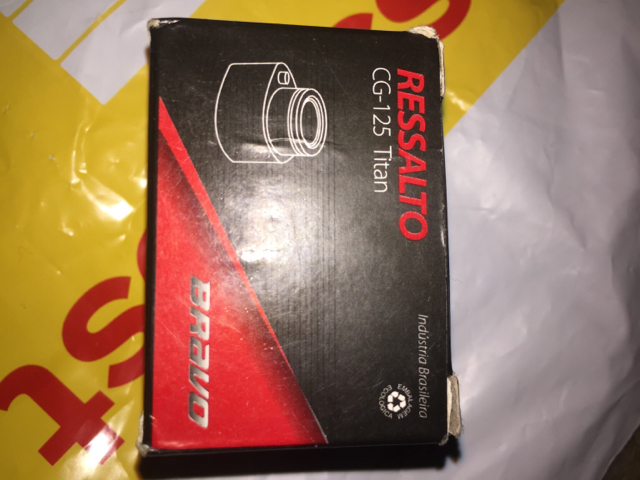 RESSALTO
CG-125 Titan
BRAVO
Indústria Brasileira
EMBALAGEM
ECOLÓGICA